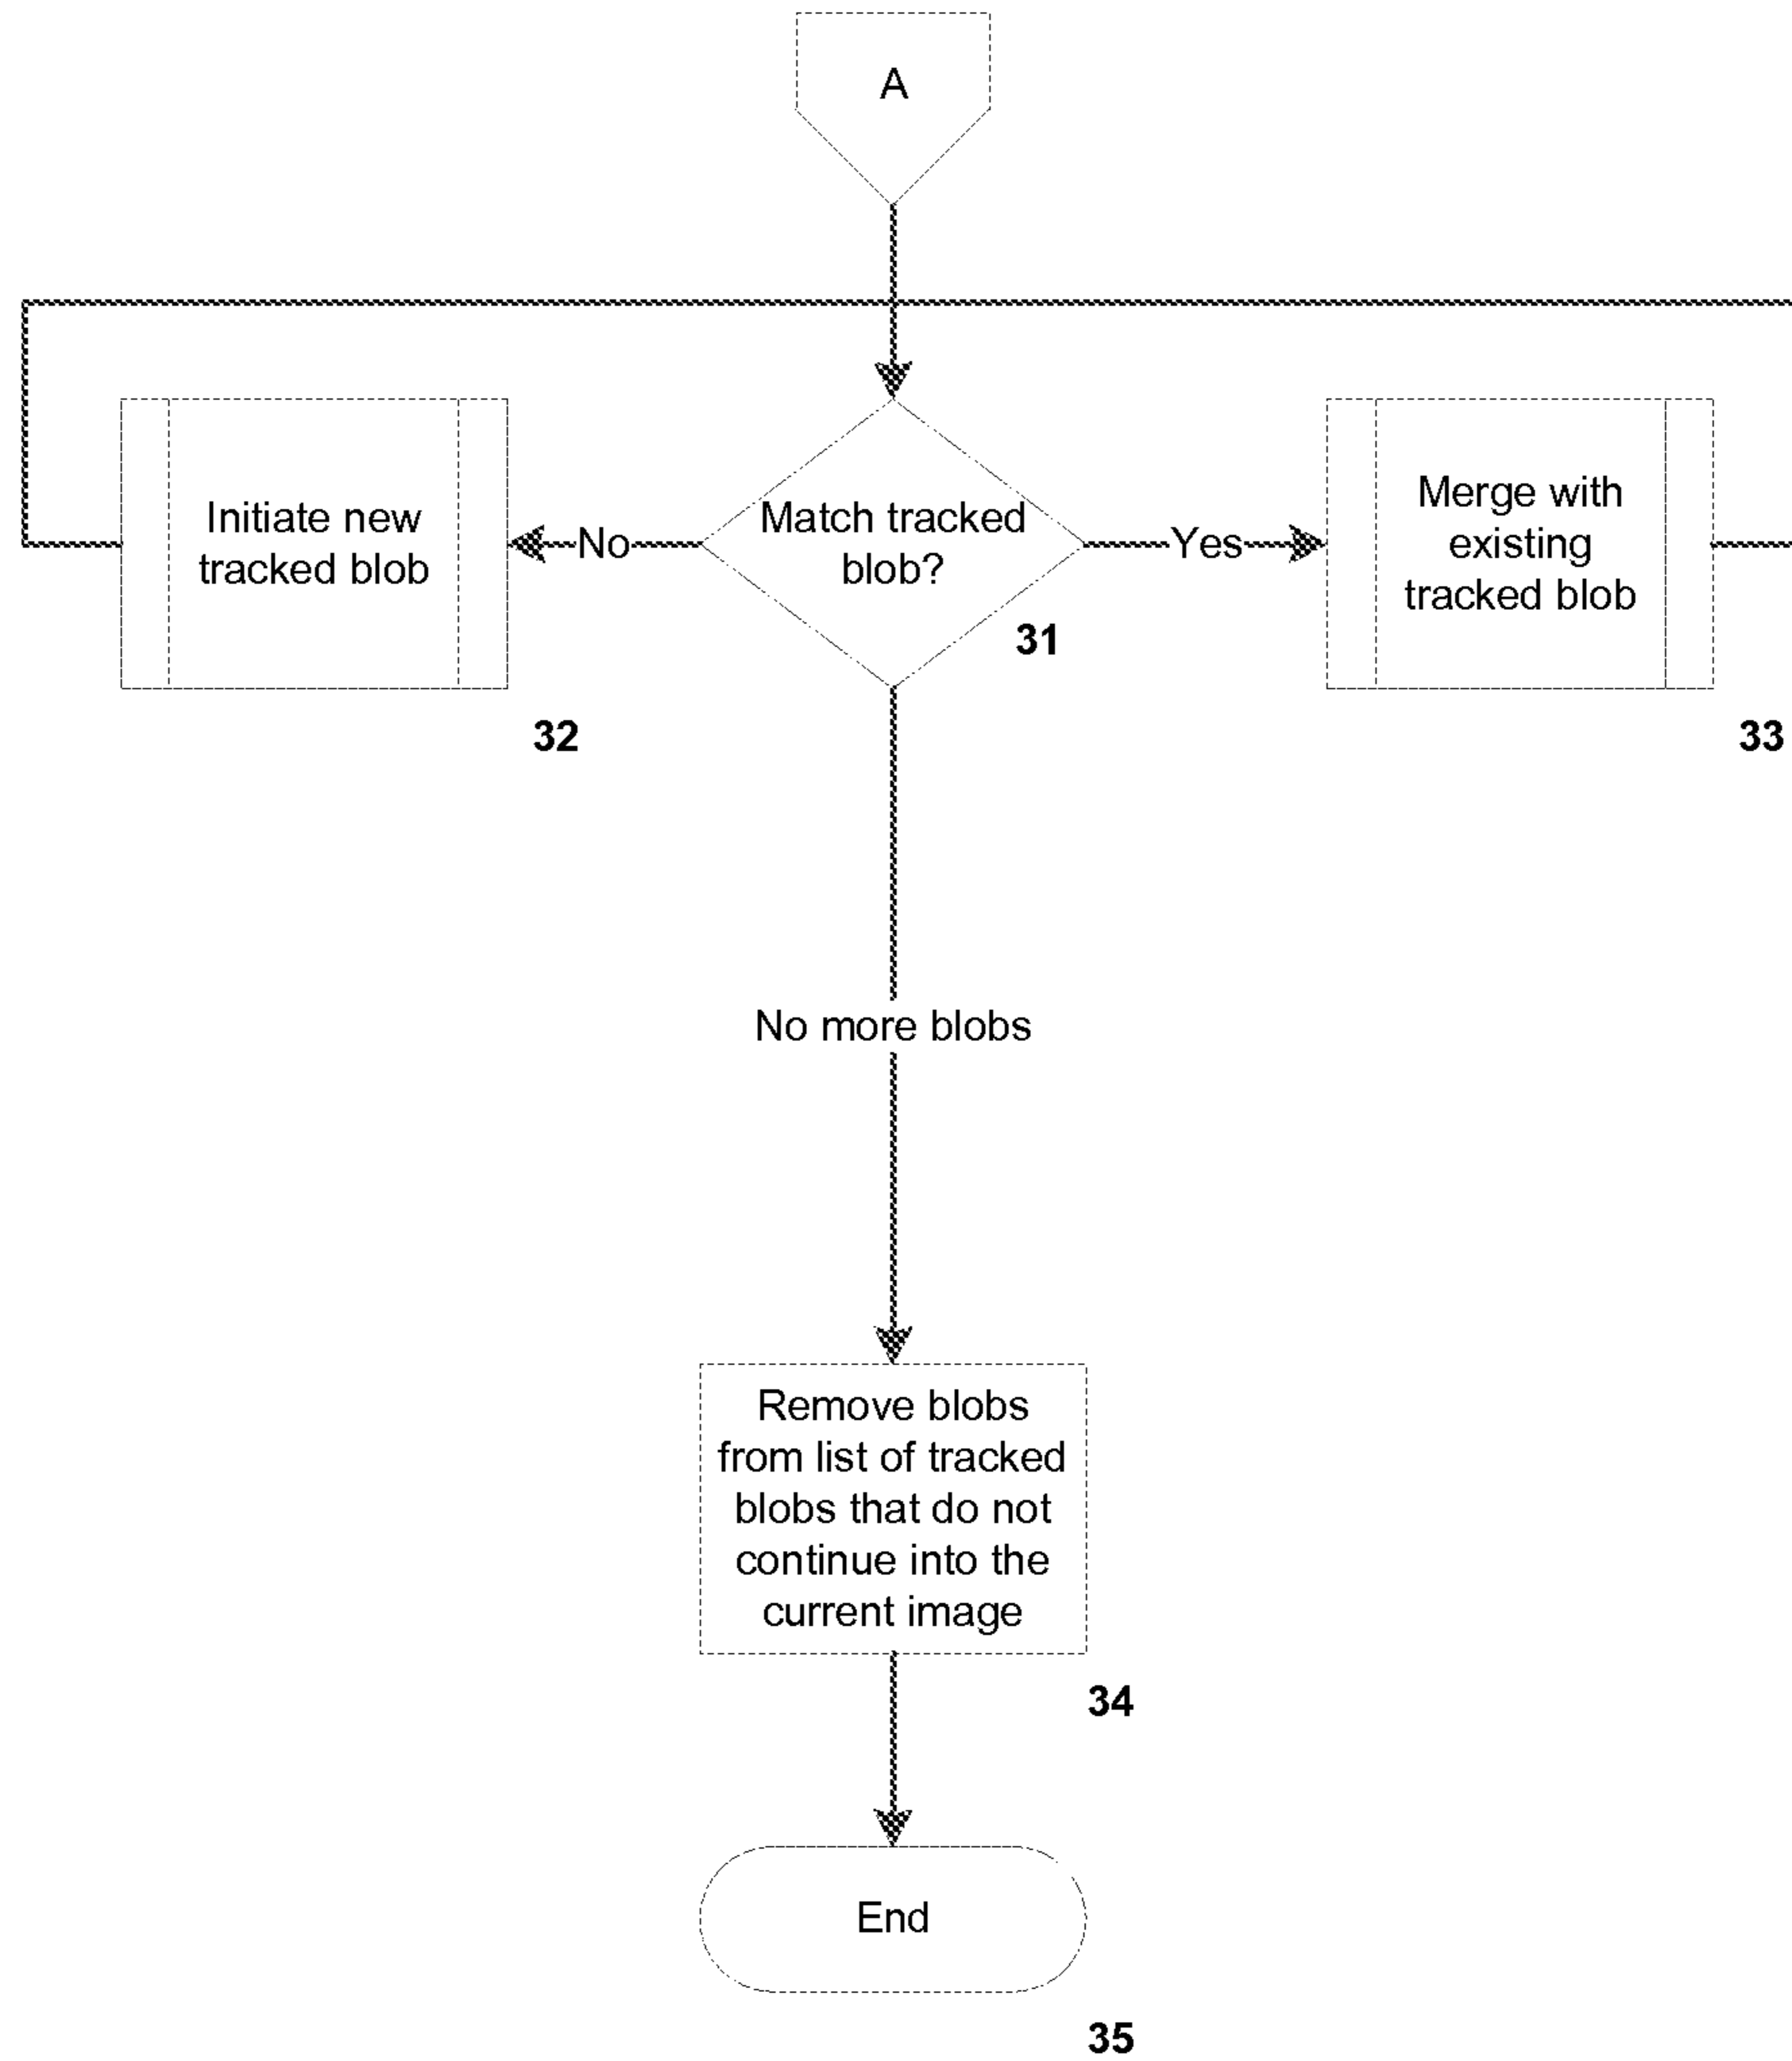 A
Initiate new
tracked blob
No
Match tracked
blob?
Yes
Merge with
existing
tracked blob
31
32
33
No more blobs
Remove blobs
from list of tracked
blobs that do not
continue into the
current image
34
End
35